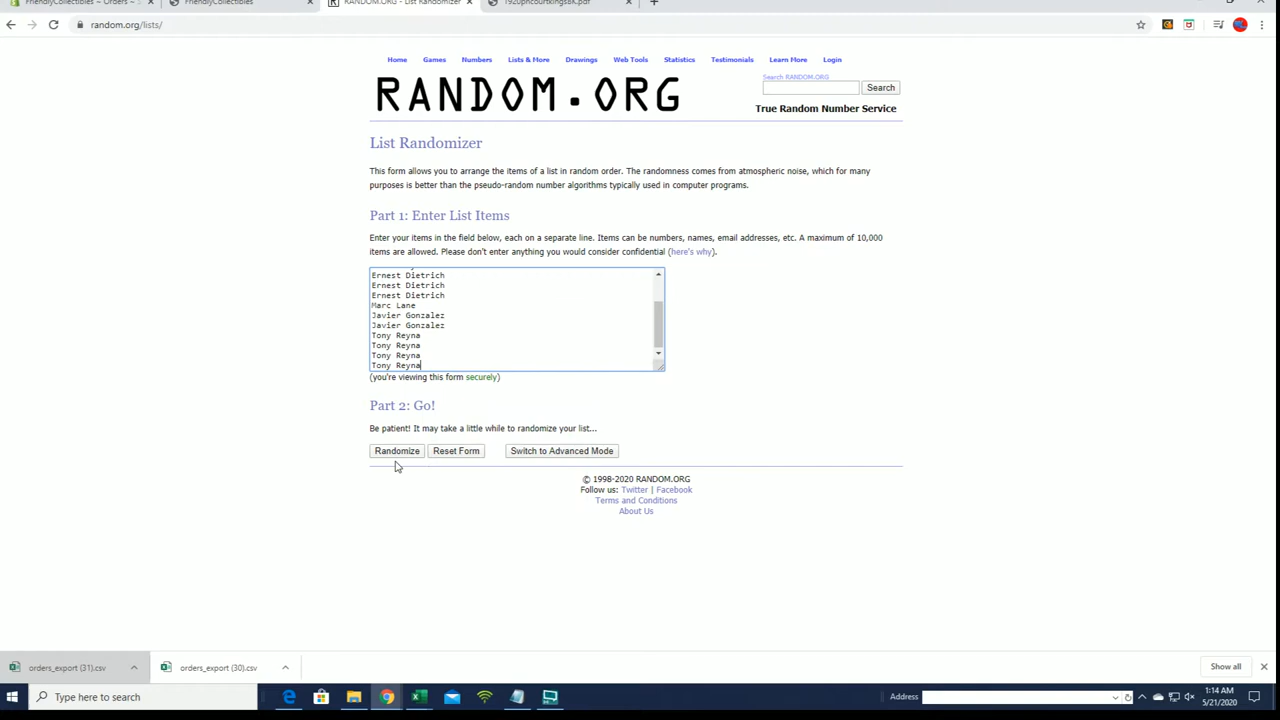 FriendlyCollectibles ~ Orders ~
FriendlyCollectibles
RANDOM.ORG - List Randomizer
random.org/lists/
Home Games Numbers Lists & More Drawings Web Tools Statistics Testimonials Learn More Login
RANDOM.ORG
Search RANDOM.ORG
Search
True Random Number Service
List Randomizer
This form allows you to arrange the items of a list in random order. The randomness comes from atmospheric noise, which for many
purposes is better than the pseudo-random number algorithms typically used in computer programs.
Part 1: Enter List Items
Enter your items in the field below, each on a separate line. Items can be numbers, names, email addresses, etc. A maximum of 10,000
items are allowed. Please don't enter anything you would consider confidential (here's why).
Ernest Dietrich
Ernest Dietrich
Ernest Dietrich
Marc Lane
Javier Gonzalez
Javier Gonzalez
Tony Reyna
Tony Reyna
Tony Reyna
Tony Reyna
(you're viewing this form securely)
Part 2: Go!
Be patient! It may take a little while to randomize your list...
Randomize Reset Form Switch to Advanced Mode
© 1998-2020 RANDOM.ORG
Follow us: Twitter | Facebook
Terms and Conditions
About Us
orders_export (31).csv orders_export (30).csv Show all
Type here to search
Address
1:14 AM
5/21/2020